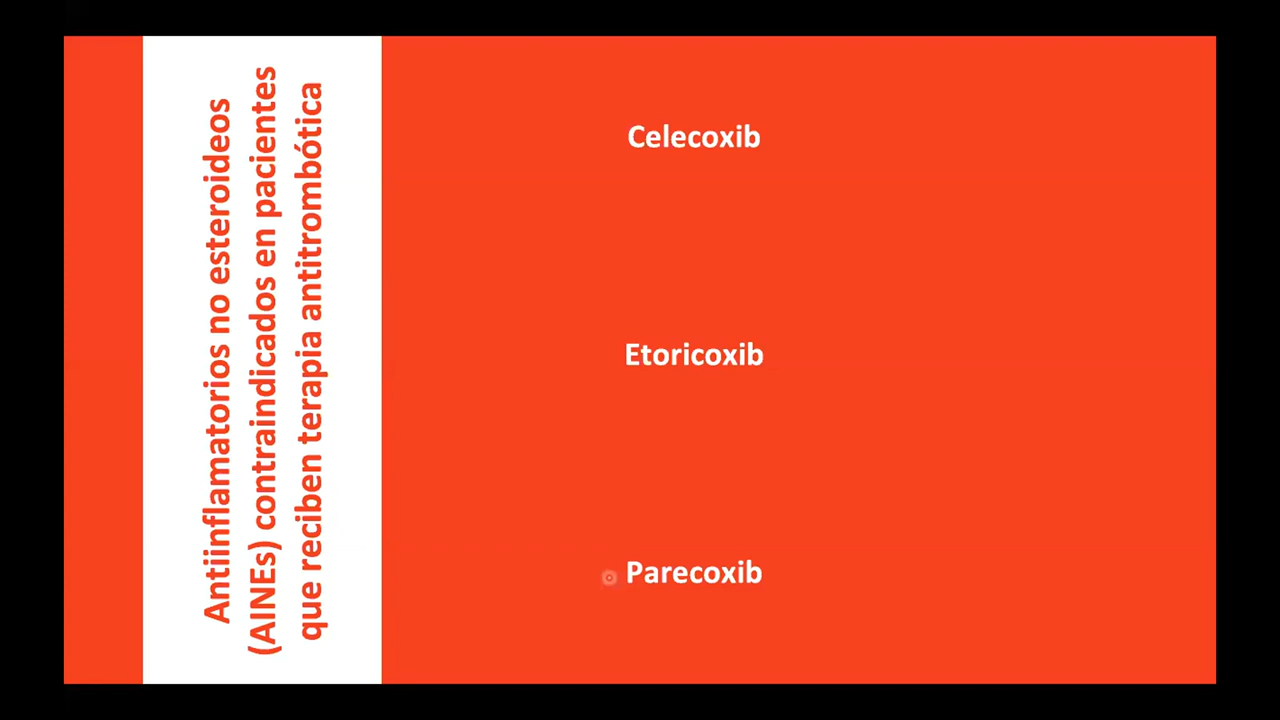 Antiinflamatorios no esteroideos
(AINEs) contraindicados en pacientes
que reciben terapia antitrombótica
Celecoxib
Etoricoxib
Parecoxib